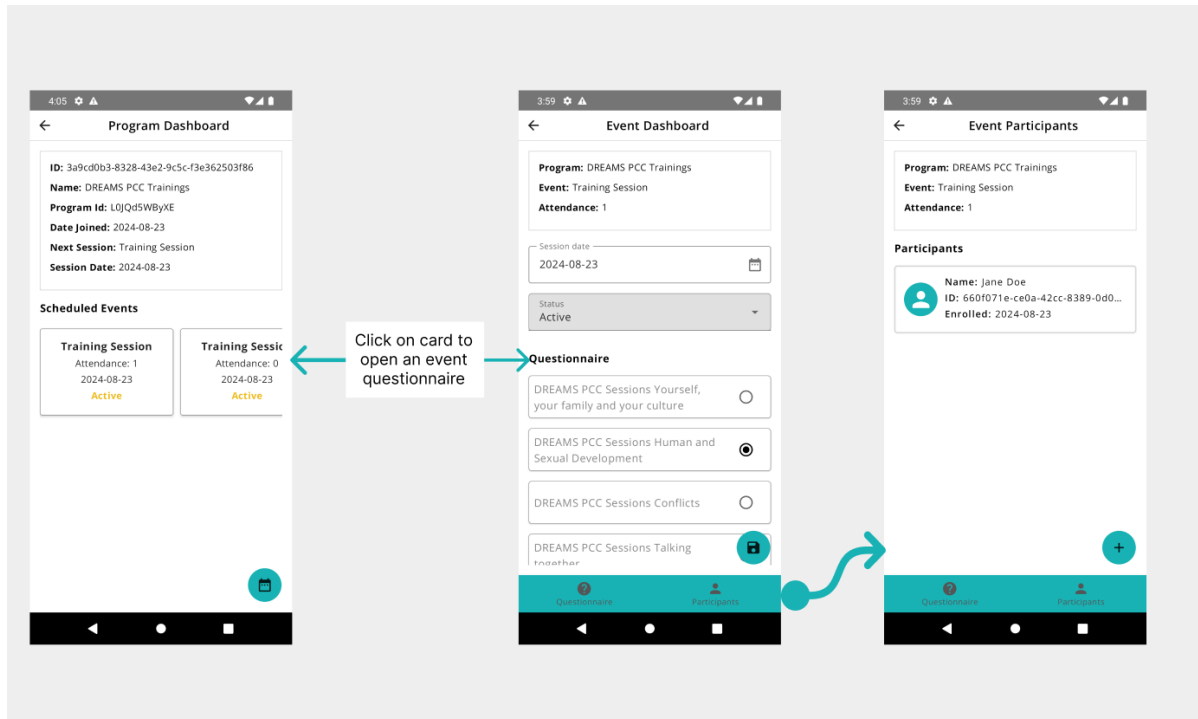 4:05
Program Dashboard
ID: 3a9cd0b3-8328-43e2-9c5c-f3e362503f86
Name: DREAMS PCC Trainings
Program Id: L0JQd5WByXE
Date Joined: 2024-08-23
Next Session: Training Session
Session Date: 2024-08-23
Scheduled Events
Training Session
Attendance: 1
2024-08-23
Active
Training Sessic
Attendance: 0
2024-08-23
Active
Click on card to
open an event
questionnaire
3:59
Event Dashboard
Program: DREAMS PCC Trainings
Event: Training Session
Attendance: 1
Session date
2024-08-23
Status
Active
Questionnaire
DREAMS PCC Sessions Yourself,
your family and your culture
DREAMS PCC Sessions Human and
Sexual Development
DREAMS PCC Sessions Conflicts
DREAMS PCC Sessions Talking
together
Questionnaire
Participants
3:59
Event Participants
Program: DREAMS PCC Trainings
Event: Training Session
Attendance: 1
Participants
Name: Jane Doe
ID: 660f071e-ce0a-42cc-8389-0d0...
Enrolled: 2024-08-23
Questionnaire
Participants